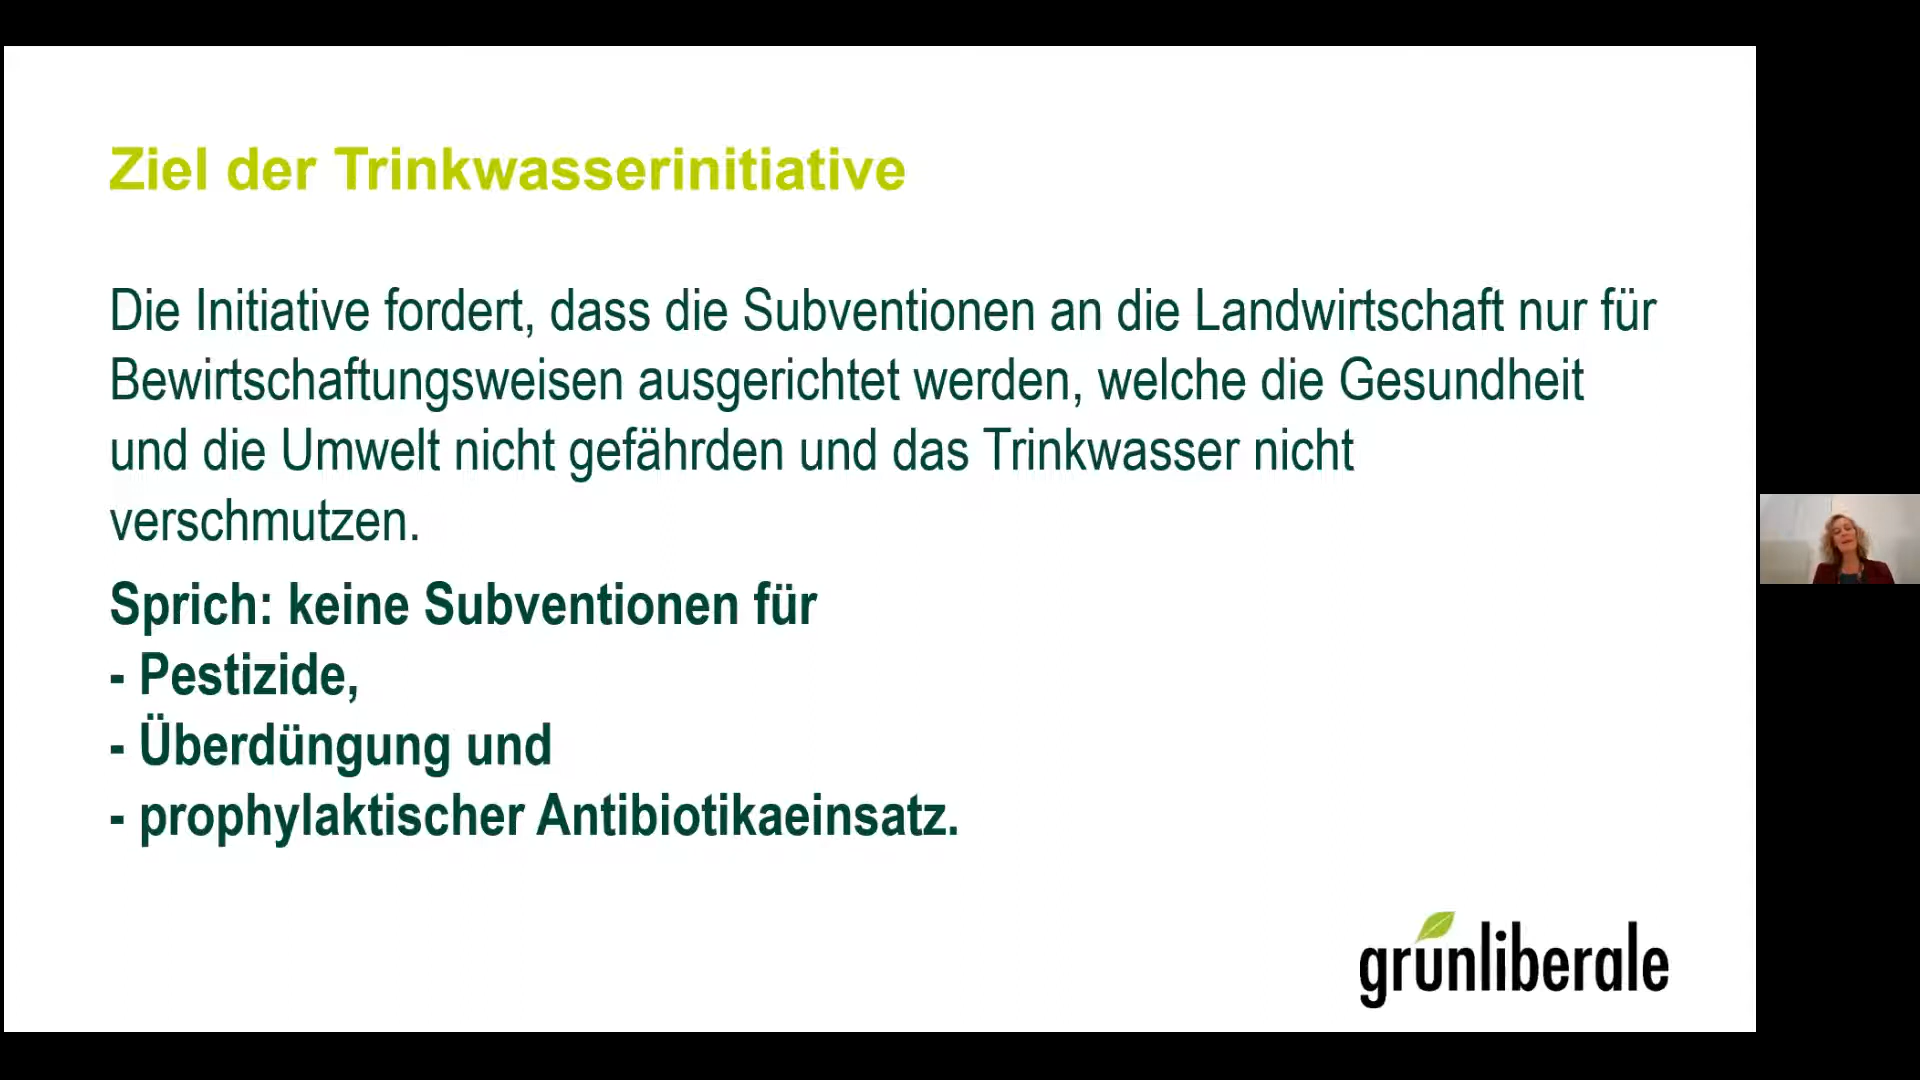 Ziel der Trinkwasserinitiative
Die Initiative fordert, dass die Subventionen an die Landwirtschaft nur für
Bewirtschaftungsweisen ausgerichtet werden, welche die Gesundheit
und die Umwelt nicht gefährden und das Trinkwasser nicht
verschmutzen.
Sprich: keine Subventionen für
- Pestizide,
- Überdüngung und
- prophylaktischer Antibiotikaeinsatz.
grünliberale